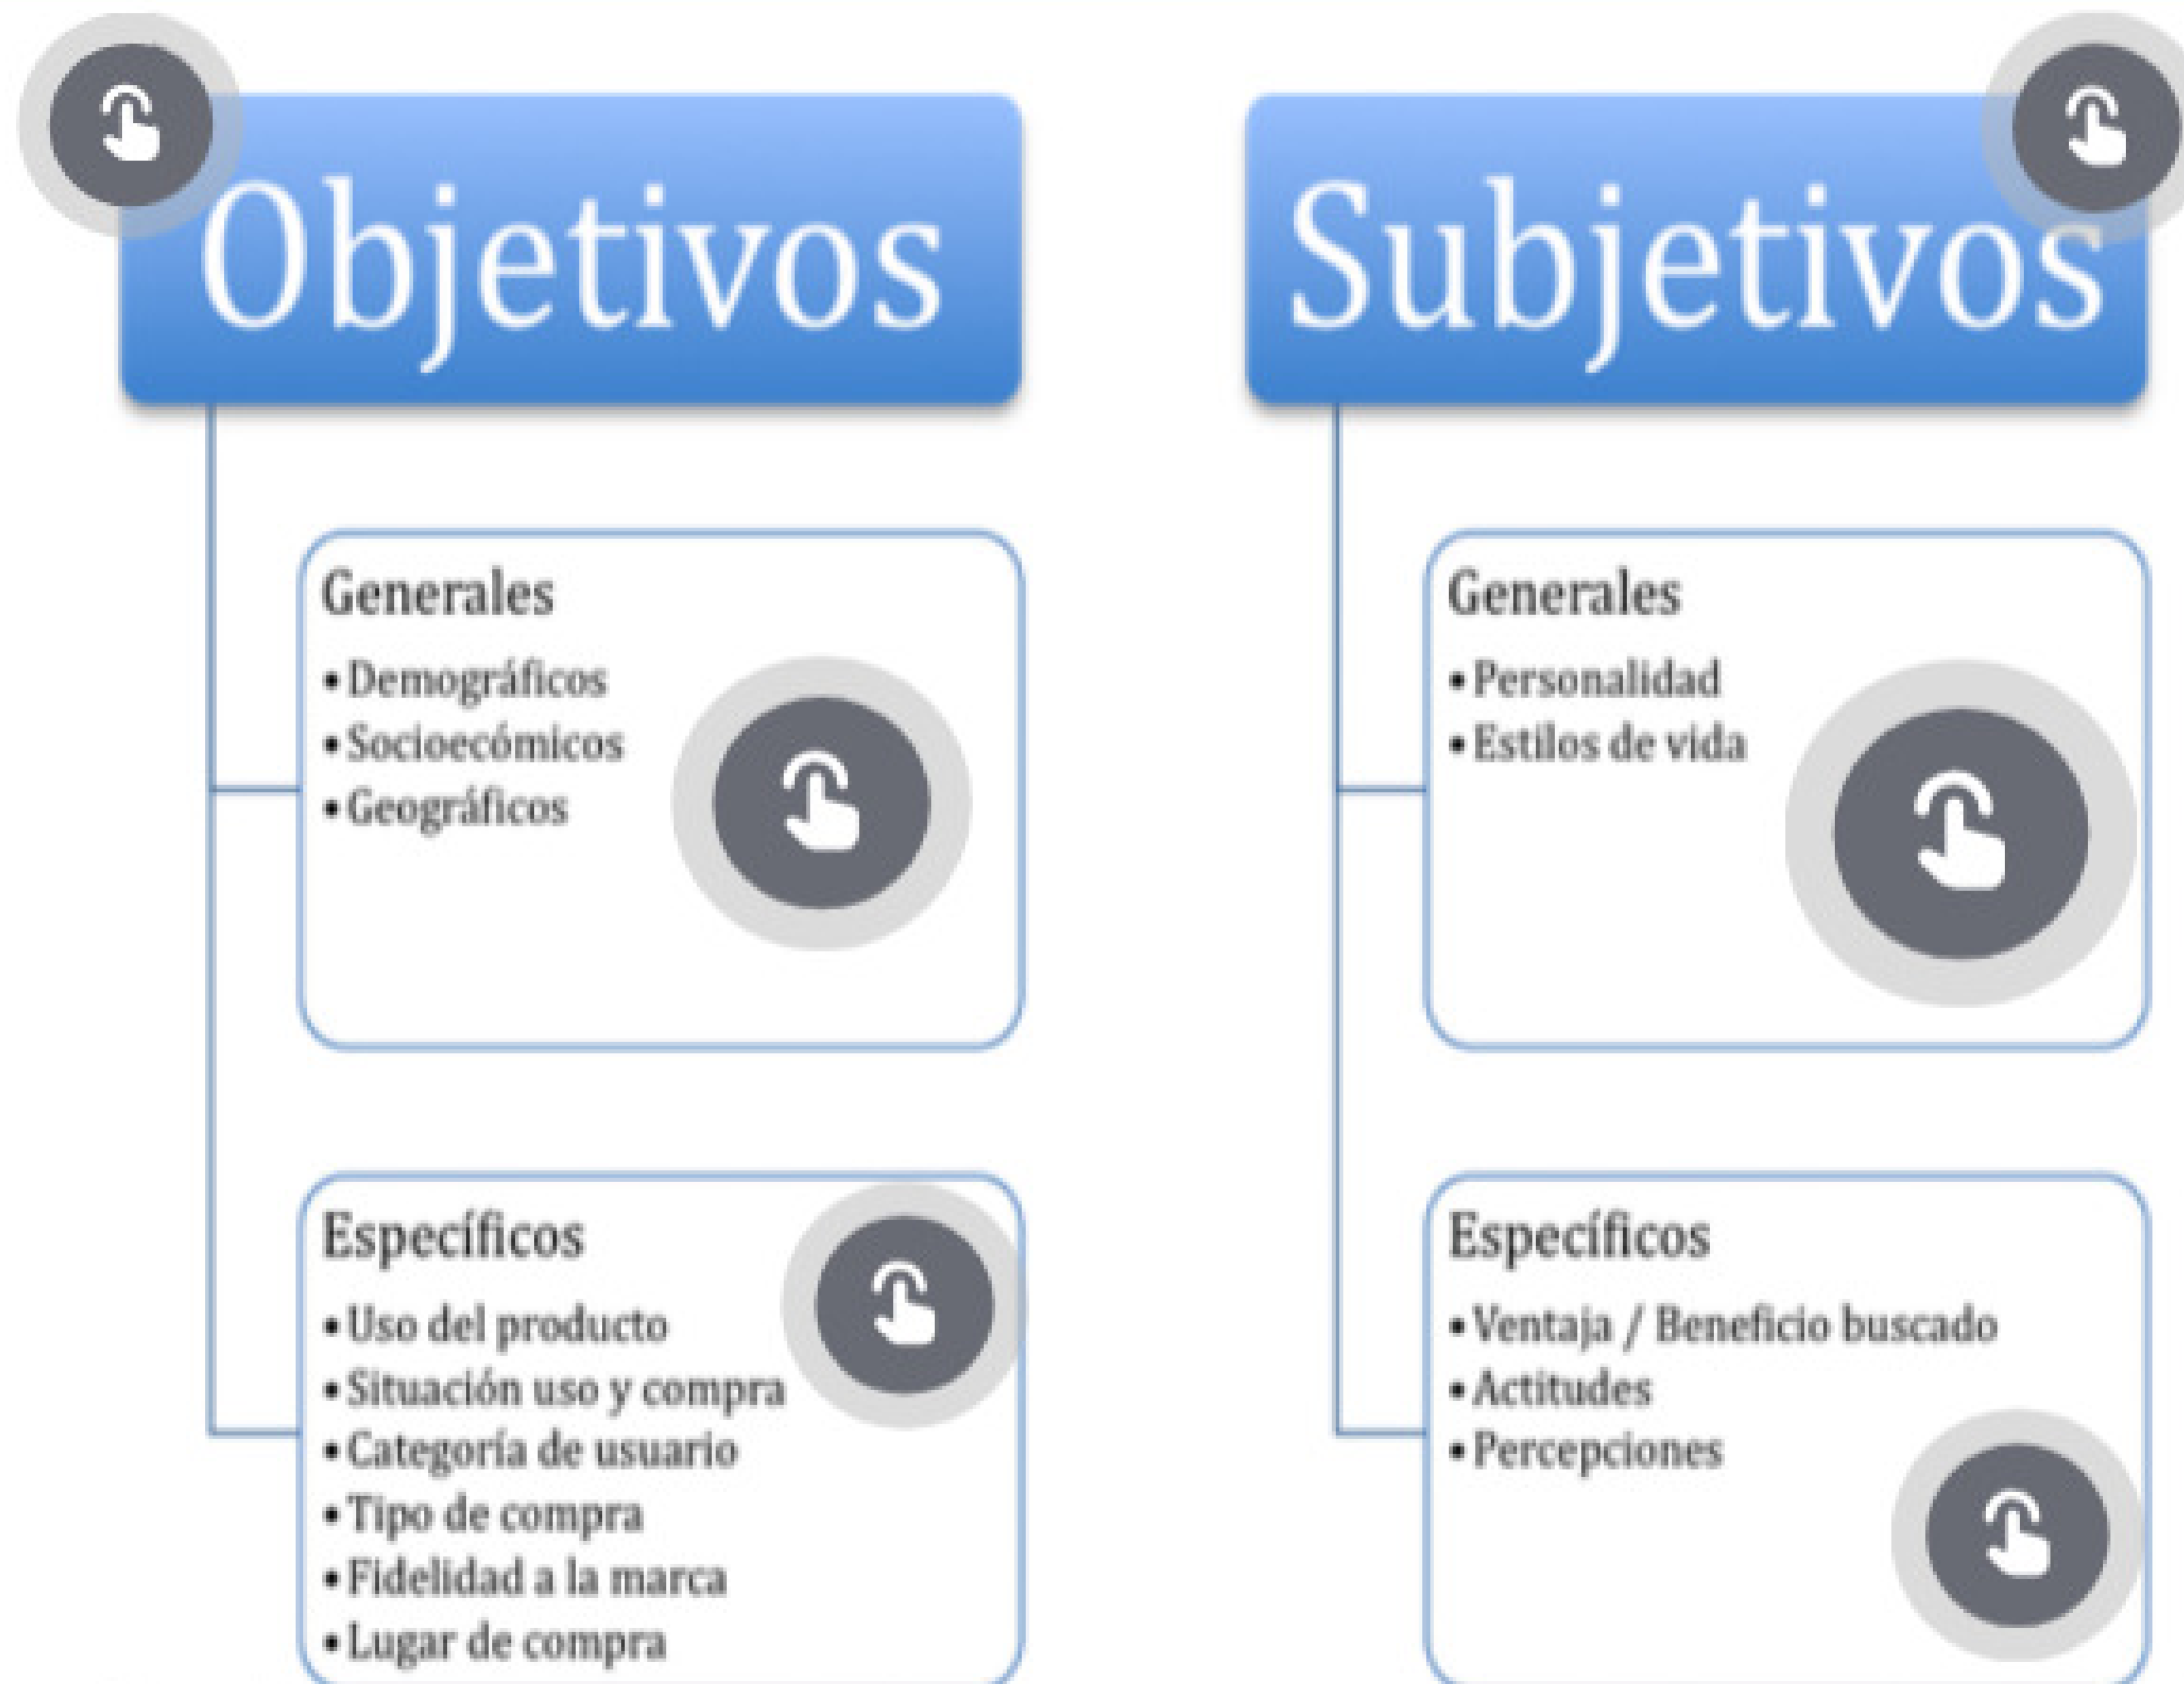 Objetivos
Generales
• Demográficos
• Socioecómicos
• Geográficos
Específicos
• Uso del producto
• Situación uso y compra
• Categoría de usuario
• Tipo de compra
• Fidelidad a la marca
• Lugar de compra
Subjetivos
Generales
• Personalidad
• Estilos de vida
Específicos
• Ventaja / Beneficio buscado
• Actitudes
• Percepciones